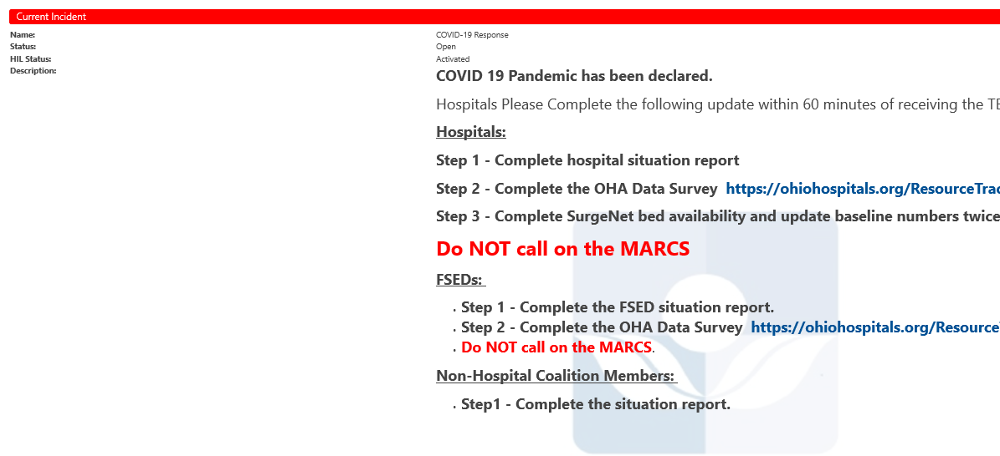 Current Incident
Name: COVID-19 Response
Status: Open
HIL Status: Activated
Description:
COVID 19 Pandemic has been declared.
Hospitals Please Complete the following update within 60 minutes of receiving the TE
Hospitals:
Step 1 - Complete hospital situation report
Step 2 - Complete the OHA Data Survey https://ohiohospitals.org/ResourceTrac
Step 3 - Complete SurgeNet bed availability and update baseline numbers twice
Do NOT call on the MARCS
FSEDs:
. Step 1 - Complete the FSED situation report.
. Step 2 - Complete the OHA Data Survey https://ohiohospitals.org/ResourceT
. Do NOT call on the MARCS.
Non-Hospital Coalition Members:
. Step1 - Complete the situation report.